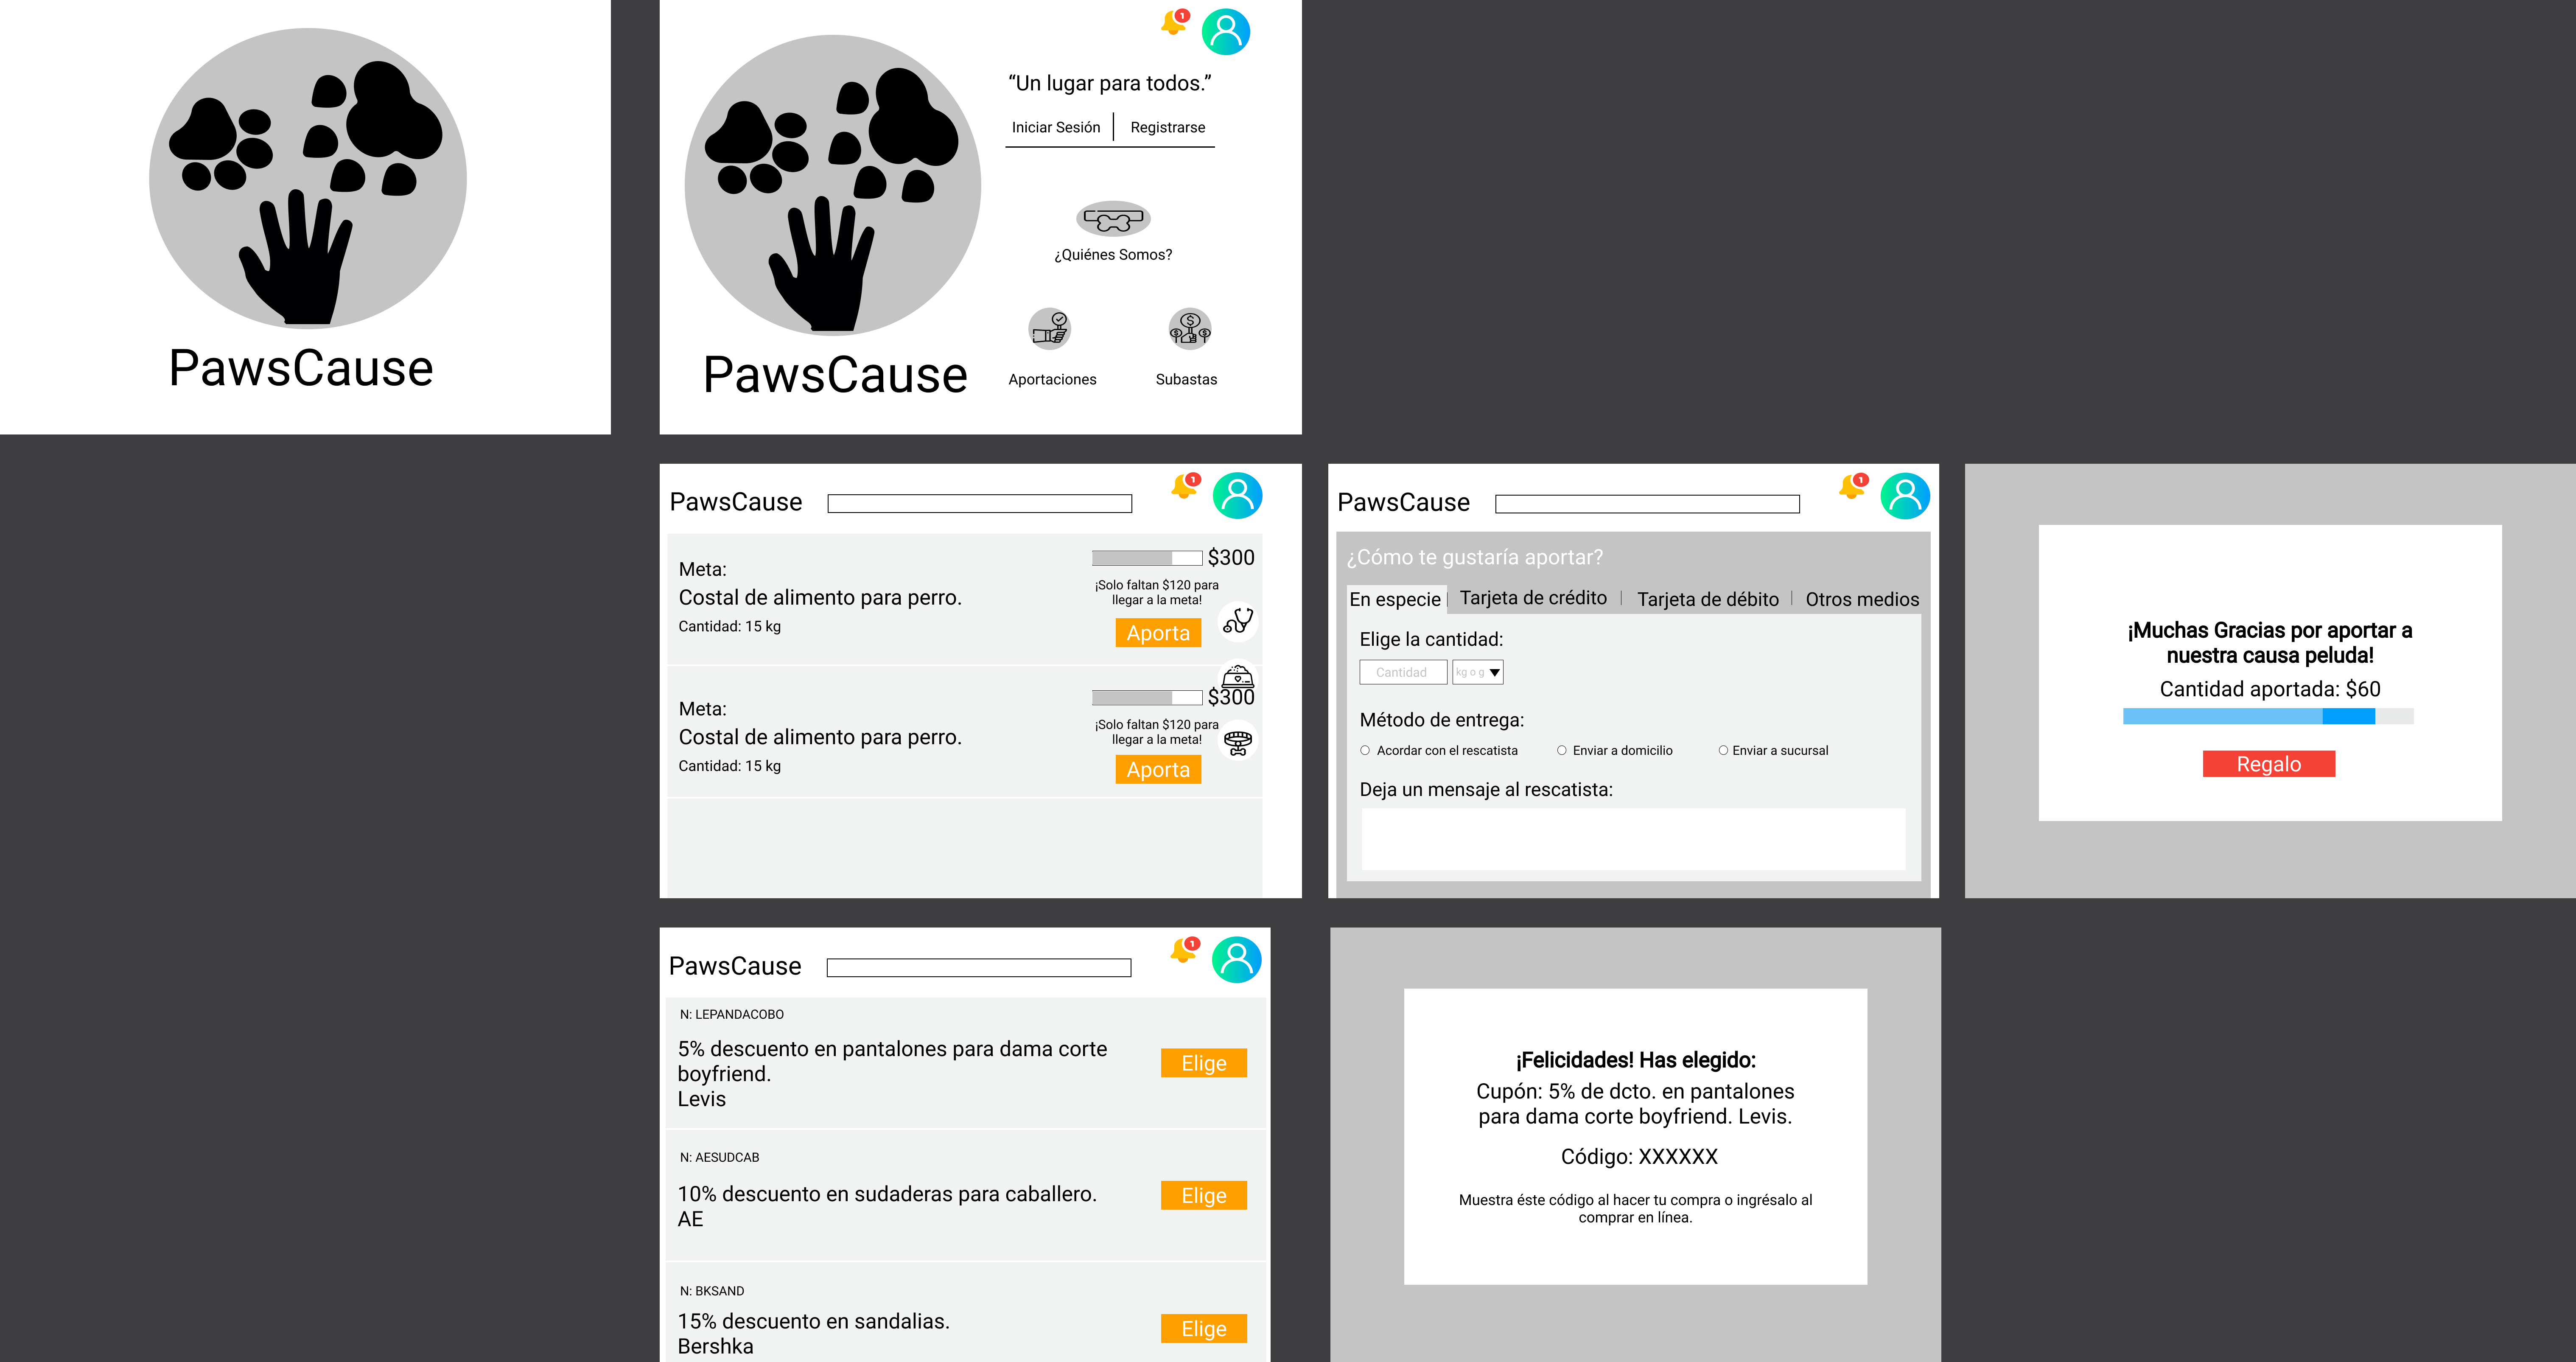 PawsCause
1
“Un lugar para todos.”
Iniciar Sesión
Registrarse
¿Quiénes Somos?
Aportaciones
Subastas
PawsCause
PawsCause
1
Meta:
Costal de alimento para perro.
Cantidad: 15 kg
$300
¡Solo faltan $120 para
llegar a la meta!
Aporta
Meta:
Costal de alimento para perro.
Cantidad: 15 kg
$300
¡Solo faltan $120 para
llegar a la meta!
Aporta
PawsCause
1
¿Cómo te gustaría aportar?
En especie
Tarjeta de crédito
Tarjeta de débito
Otros medios
Elige la cantidad:
Cantidad
kg o g
Método de entrega:
Acordar con el rescatista
Enviar a domicilio
Enviar a sucursal
Deja un mensaje al rescatista:
¡Muchas Gracias por aportar a
nuestra causa peluda!
Cantidad aportada: $60
Regalo
PawsCause
1
N: LEPANDACOBO
5% descuento en pantalones para dama corte
boyfriend.
Levis
Elige
N: AESUDCAB
10% descuento en sudaderas para caballero.
AE
Elige
N: BKSAND
15% descuento en sandalias.
Bershka
Elige
¡Felicidades! Has elegido:
Cupón: 5% de dcto. en pantalones
para dama corte boyfriend. Levis.
Código: XXXXXX
Muestra éste código al hacer tu compra o ingrésalo al
comprar en línea.